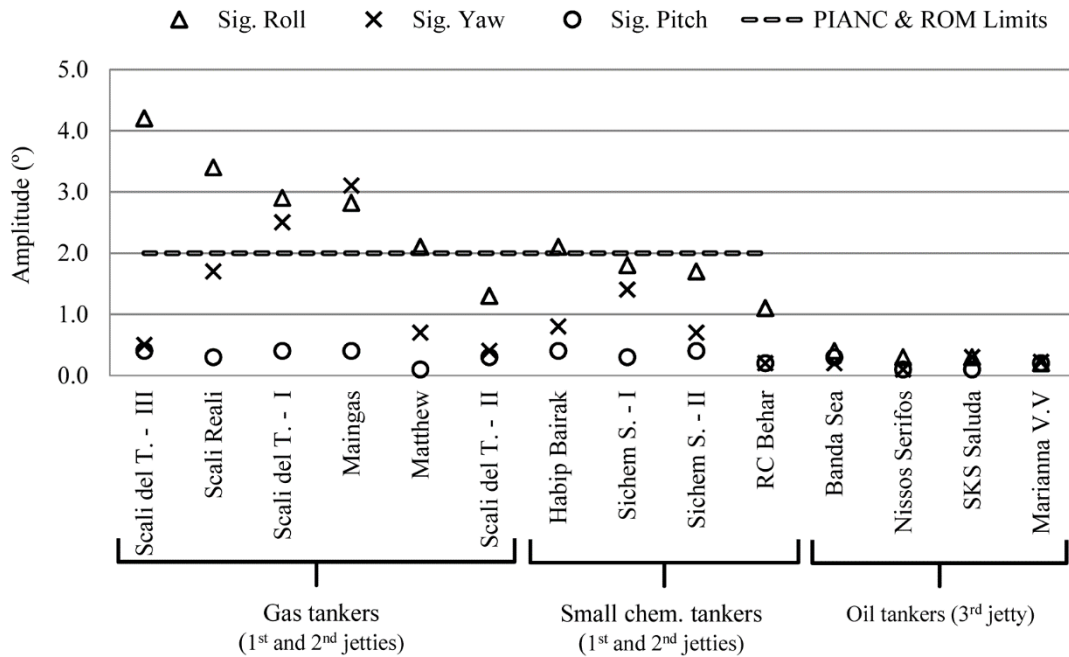 Sig. Roll Sig. Yaw Sig. Pitch PIANC & ROM Limits
Amplitude (º)
5.0
4.0
3.0
2.0
1.0
0.0
Scali del T. - III
Scali Reali
Scali del T. - I
Maingas
Matthew
Scali del T. - II
Habip Bairak
Sichem S. - I
Sichem S. - II
RC Behar
Banda Sea
Nissos Serifos
SKS Saluda
Marianna V.V
Gas tankers
(1st and 2nd jetties)
Small chem. tankers
(1st and 2nd jetties)
Oil tankers (3rd jetty)